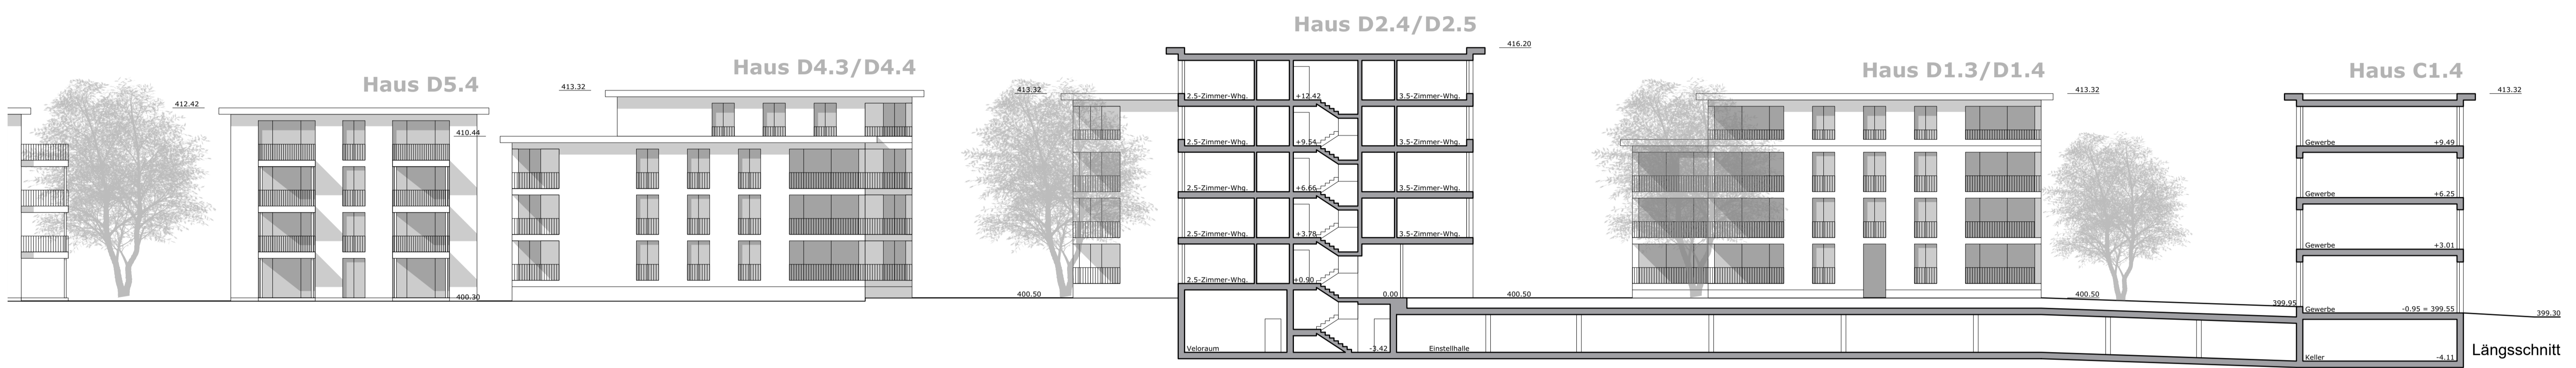 Haus D5.4
Haus D4.3/D4.4
Haus D2.4/D2.5
Haus D1.3/D1.4
Haus C1.4
412.42
413.32
410.44
413.32
416.20
413.32
413.32
2.5-Zimmer-Whg. +12.42 3.5-Zimmer-Whg.
2.5-Zimmer-Whg. +9.54 3.5-Zimmer-Whg.
2.5-Zimmer-Whg. +6.66 3.5-Zimmer-Whg.
2.5-Zimmer-Whg. +3.78 3.5-Zimmer-Whg.
2.5-Zimmer-Whg. +0.90
Gewerbe +9.49
Gewerbe +6.25
Gewerbe +3.01
400.30
400.50
0.00
400.50
400.50
399.95
Gewerbe -0.95 = 399.55
399.30
Veloraum
-3.42
Einstellhalle
Keller -4.11
Längsschnitt